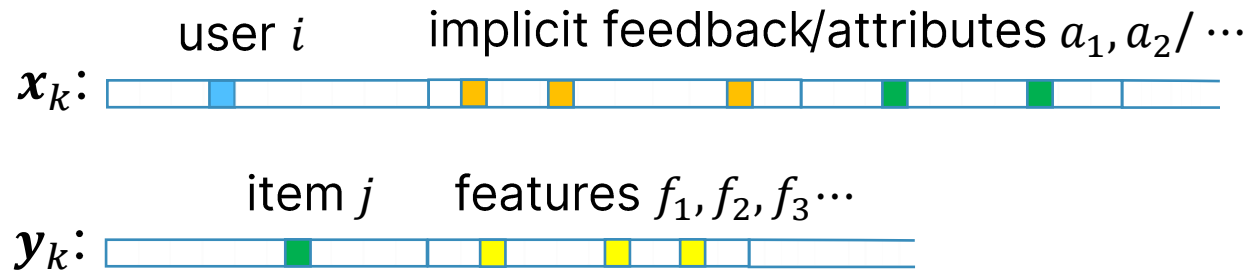 user i implicit feedback/attributes a₁, a₂/ ⋯
xₖ:
item j features f₁, f₂, f₃⋯
yₖ: